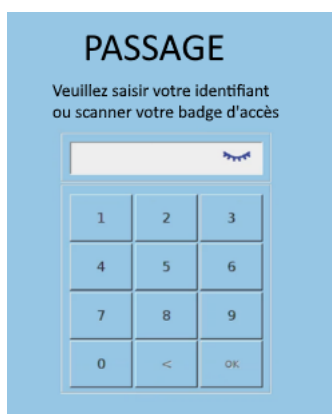 PASSAGE
Veuillez saisir votre identifiant
ou scanner votre badge d'accès
1 2 3
4 5 6
7 8 9
0 < OK